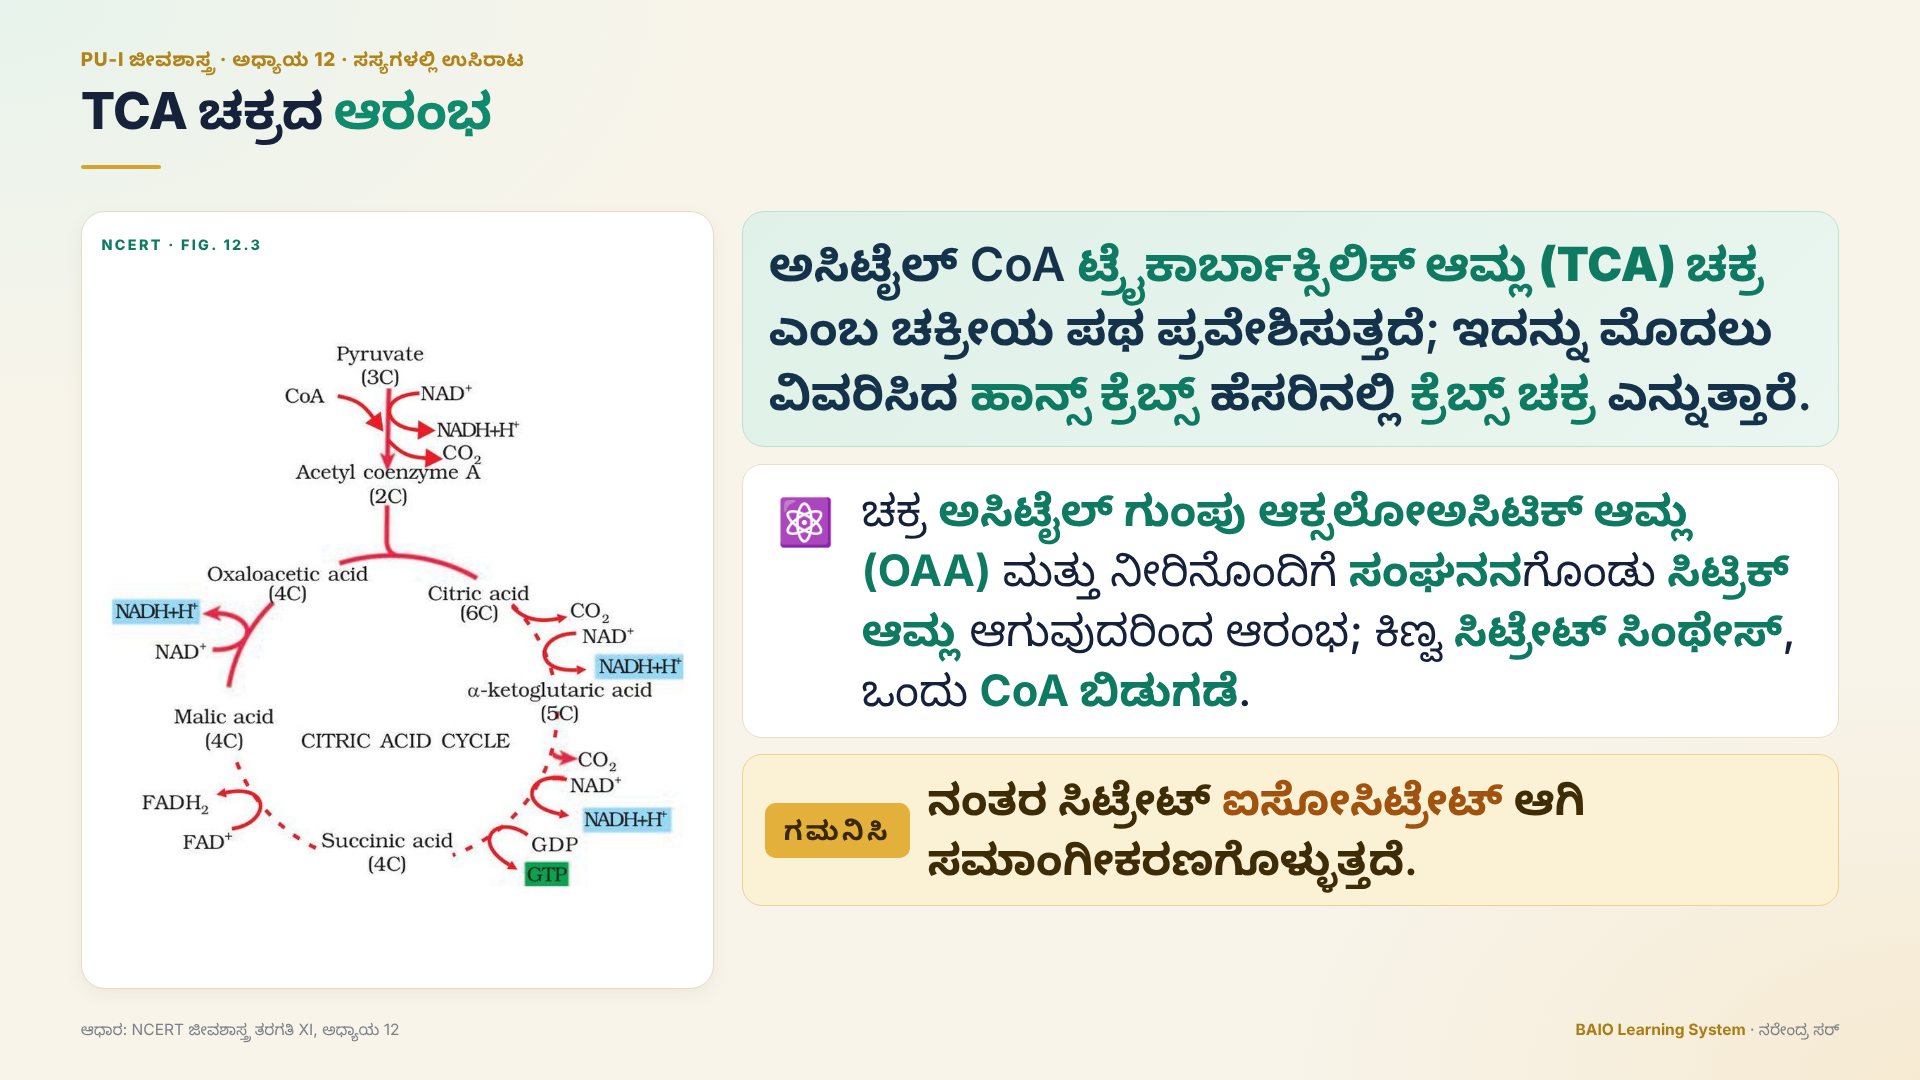 PU-I ಜೀವಶಾಸ್ತ್ರ · ಅಧ್ಯಾಯ 12 · ಸಸ್ಯಗಳಲ್ಲಿ ಉಸಿರಾಟ
TCA ಚಕ್ರದ ಆರಂಭ
NCERT · FIG. 12.3
Pyruvate
(3C)
CoA
NAD⁺
NADH+H⁺
CO₂
Acetyl coenzyme A
(2C)
Oxaloacetic acid
(4C)
Citric acid
(6C)
CO₂
NADH+H⁺
NAD⁺
NAD⁺
NADH+H⁺
α-ketoglutaric acid
(5C)
Malic acid
(4C)
CITRIC ACID CYCLE
CO₂
NAD⁺
FADH₂
NADH+H⁺
FAD⁺
Succinic acid
(4C)
GDP
GTP
ಅಸಿಟೈಲ್ CoA ಟ್ರೈಕಾರ್ಬಾಕ್ಸಿಲಿಕ್ ಆಮ್ಲ (TCA) ಚಕ್ರ
ಎಂಬ ಚಕ್ರೀಯ ಪಥ ಪ್ರವೇಶಿಸುತ್ತದೆ; ಇದನ್ನು ಮೊದಲು
ವಿವರಿಸಿದ ಹಾನ್ಸ್ ಕ್ರೆಬ್ಸ್ ಹೆಸರಿನಲ್ಲಿ ಕ್ರೆಬ್ಸ್ ಚಕ್ರ ಎನ್ನುತ್ತಾರೆ.
ಚಕ್ರ ಅಸಿಟೈಲ್ ಗುಂಪು ಆಕ್ಸಲೋಅಸಿಟಿಕ್ ಆಮ್ಲ
(OAA) ಮತ್ತು ನೀರಿನೊಂದಿಗೆ ಸಂಘನನಗೊಂಡು ಸಿಟ್ರಿಕ್
ಆಮ್ಲ ಆಗುವುದರಿಂದ ಆರಂಭ; ಕಿಣ್ವ ಸಿಟ್ರೇಟ್ ಸಿಂಥೇಸ್,
ಒಂದು CoA ಬಿಡುಗಡೆ.
ಗಮನಿಸಿ
ನಂತರ ಸಿಟ್ರೇಟ್ ಐಸೋಸಿಟ್ರೇಟ್ ಆಗಿ
ಸಮಾಂಗೀಕರಣಗೊಳ್ಳುತ್ತದೆ.
ಆಧಾರ: NCERT ಜೀವಶಾಸ್ತ್ರ ತರಗತಿ XI, ಅಧ್ಯಾಯ 12
BAIO Learning System · ನರೇಂದ್ರ ಸರ್